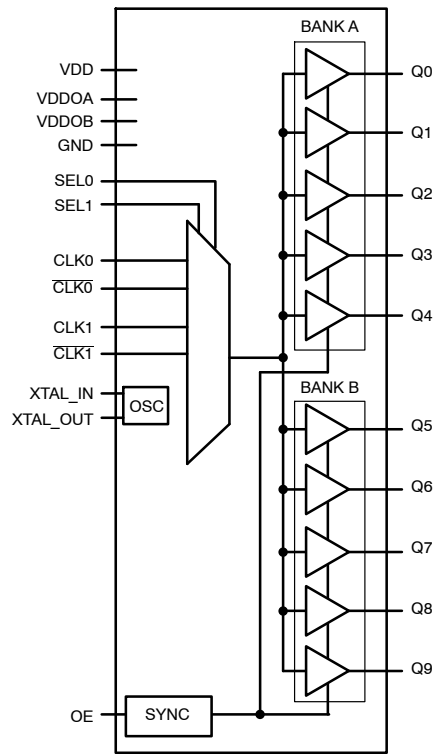 BANK A
VDD
VDDOA
VDDOB
GND
SEL0
SEL1
CLK0
CLK0
CLK1
CLK1
XTAL_IN
XTAL_OUT
OSC
Q0
Q1
Q2
Q3
Q4
BANK B
Q5
Q6
Q7
Q8
Q9
OE
SYNC